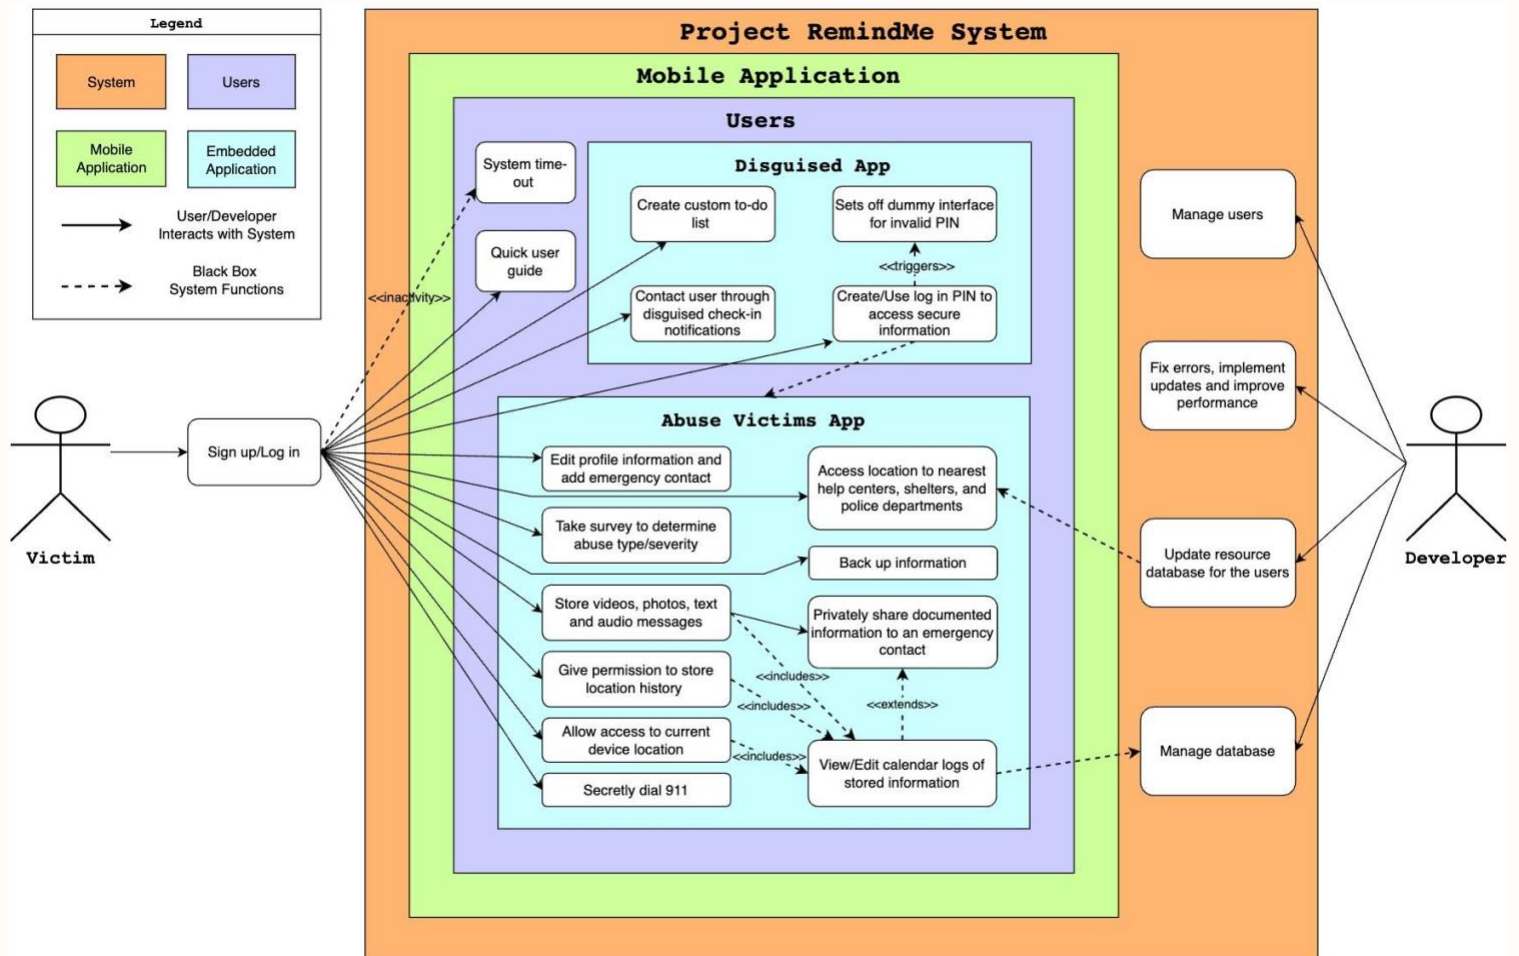 Legend
System
Users
Mobile
Application
Embedded
Application
User/Developer
Interacts with System
Black Box
System Functions
Project RemindMe System
Mobile Application
Users
System time-
out
Quick user
guide
<<inactivity>>
Disguised App
Create custom to-do
list
Sets off dummy interface
for invalid PIN
<<triggers>>
Contact user through
disguised check-in
notifications
Create/Use log in PIN to
access secure
information
Abuse Victims App
Edit profile information and
add emergency contact
Access location to nearest
help centers, shelters, and
police departments
Take survey to determine
abuse type/severity
Back up information
Store videos, photos, text
and audio messages
Privately share documented
information to an emergency
contact
Give permission to store
location history
<<includes>>
<<includes>>
<<extends>>
Allow access to current
device location
<<includes>>
View/Edit calendar logs of
stored information
Secretly dial 911
Sign up/Log in
Victim
Manage users
Fix errors, implement
updates and improve
performance
Update resource
database for the users
Manage database
Developer